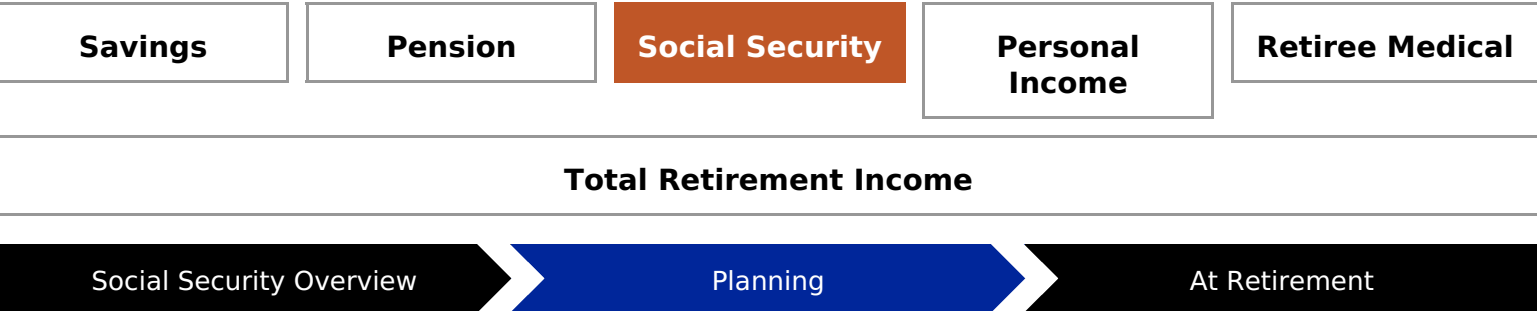 Savings
Pension
Social Security
Personal
Income
Retiree Medical
Total Retirement Income
Social Security Overview
Planning
At Retirement